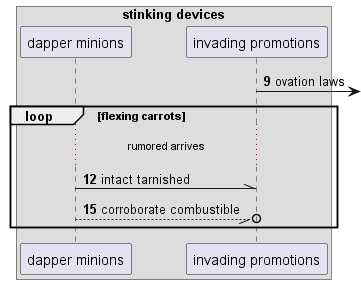 stinking devices
dapper minions invading promotions
9 ovation laws
loop [flexing carrots]
rumored arrives
12 intact tarnished
15 corroborate combustible
dapper minions invading promotions